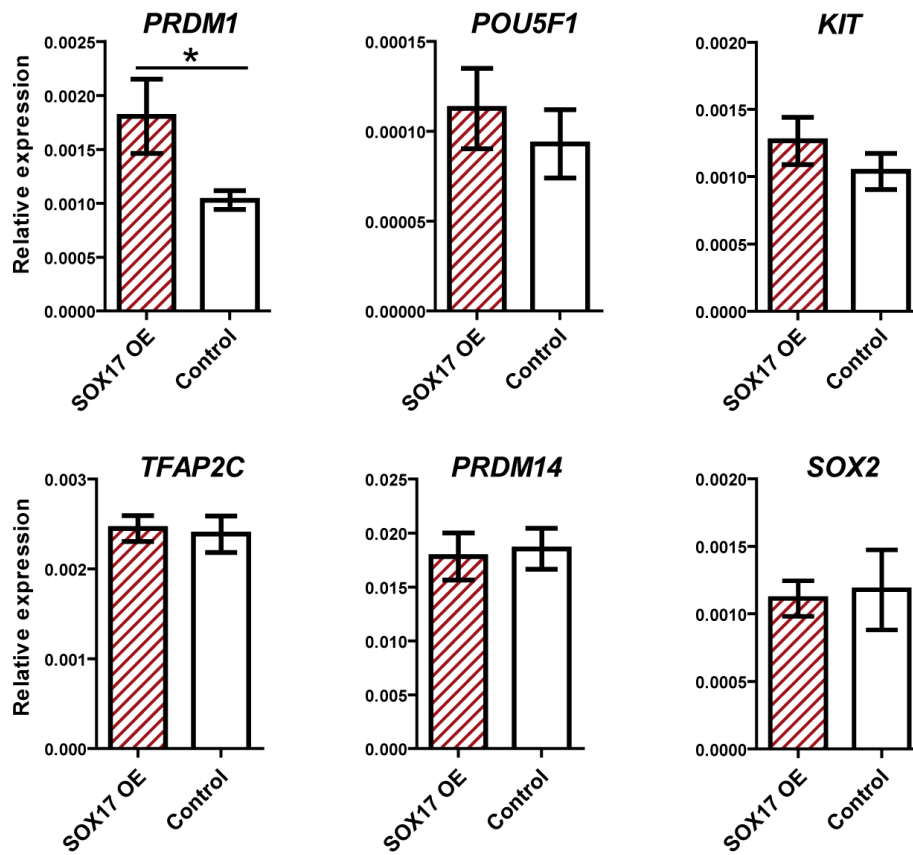 PRDM1
POU5F1
KIT
Relative expression
0.0025
0.0020
0.0015
0.0010
0.0005
0.0000
*
SOX17 OE
Control
0.00015
0.00010
0.00005
0.00000
SOX17 OE
Control
0.0020
0.0015
0.0010
0.0005
0.0000
SOX17 OE
Control
TFAP2C
PRDM14
SOX2
Relative expression
0.003
0.002
0.001
0.000
SOX17 OE
Control
0.025
0.020
0.015
0.010
0.005
0.000
SOX17 OE
Control
0.0020
0.0015
0.0010
0.0005
0.0000
SOX17 OE
Control